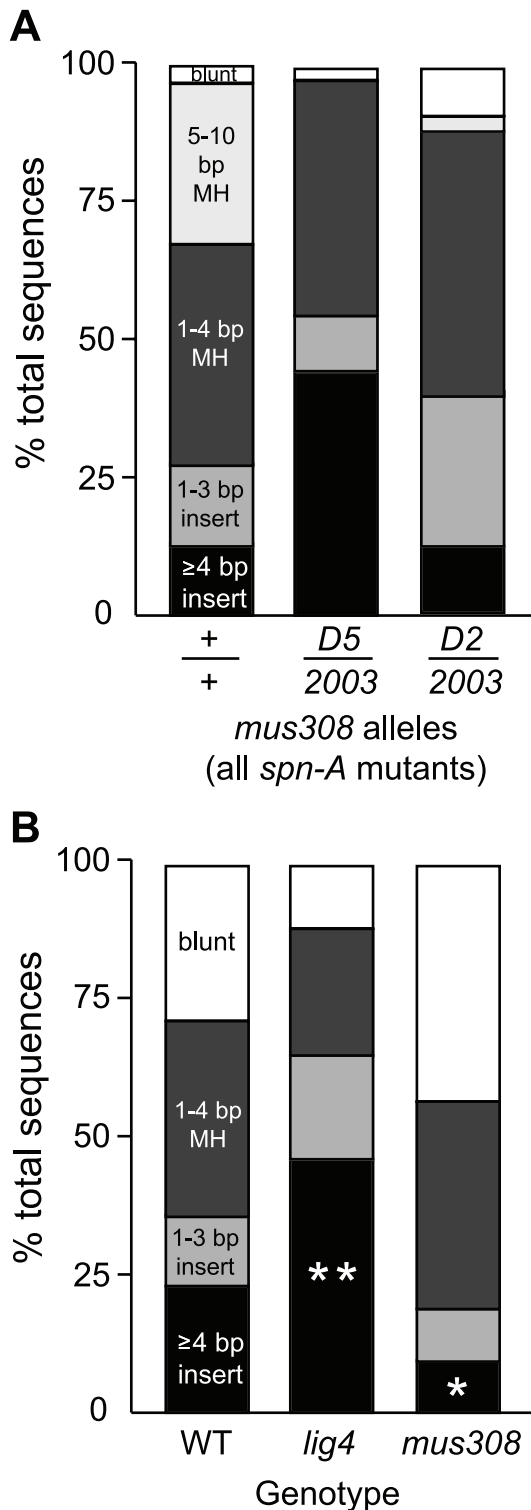 A
% total sequences
100
75
50
25
0
blunt
5-10
bp
MH
1-4 bp
MH
1-3 bp
insert
≥4 bp
insert
+
+
D5
2003
D2
2003
mus308 alleles
(all spn-A mutants)
B
% total sequences
100
75
50
25
0
blunt
1-4 bp
MH
1-3 bp
insert
≥4 bp
insert
**
*
WT lig4 mus308
Genotype